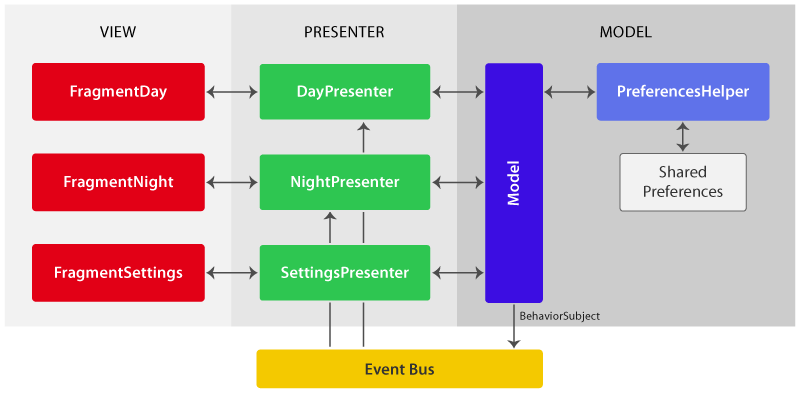 VIEW
PRESENTER
MODEL
FragmentDay
DayPresenter
PreferencesHelper
FragmentNight
NightPresenter
Model
Shared
Preferences
FragmentSettings
SettingsPresenter
BehaviorSubject
Event Bus